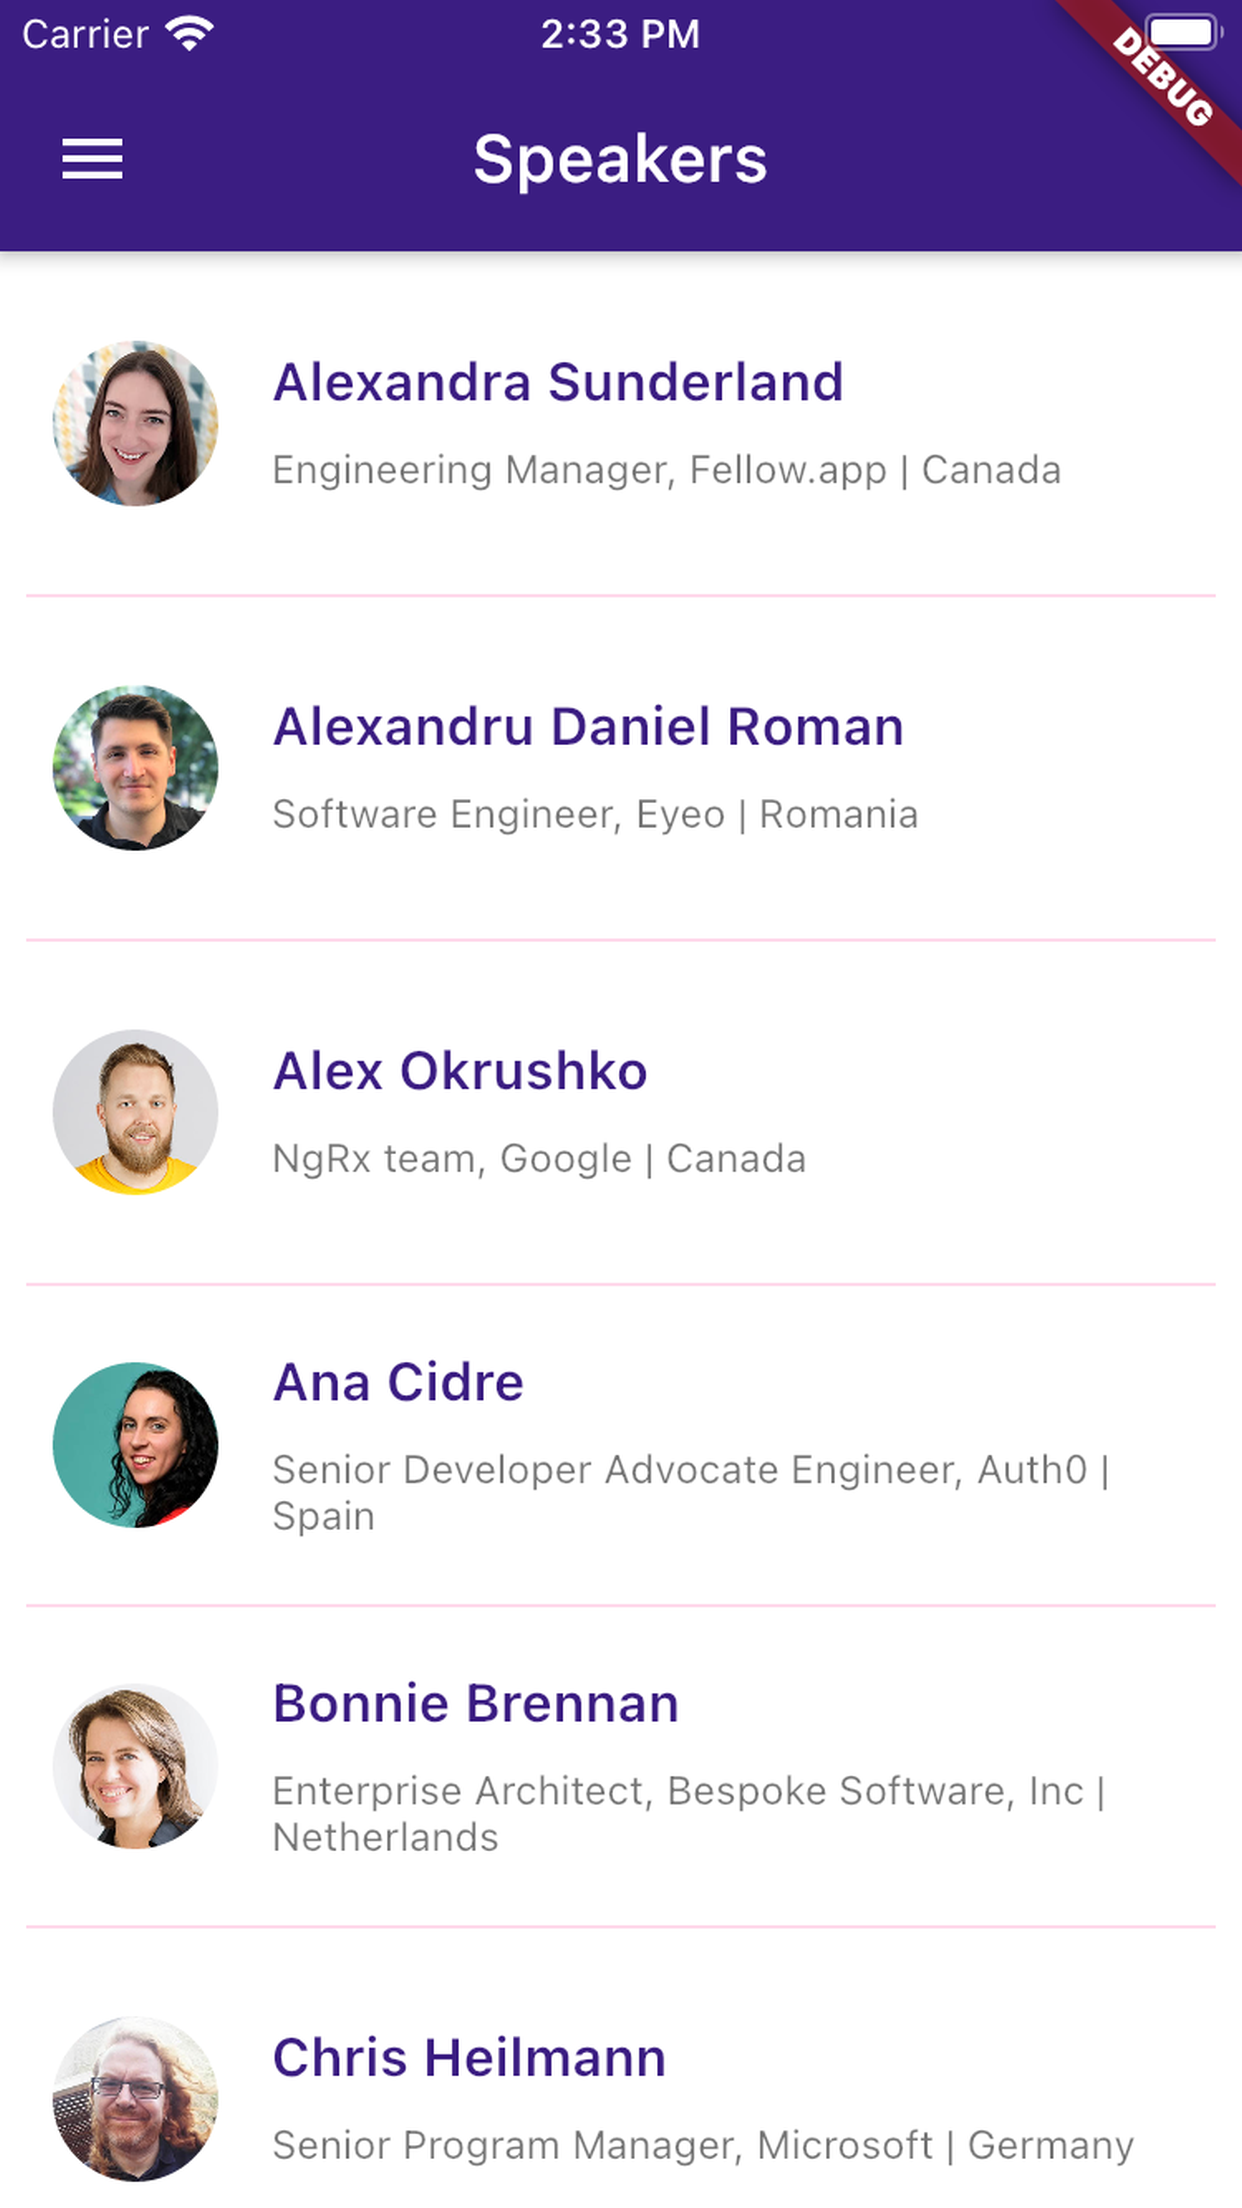 Carrier 2:33 PM
DEBUG
Speakers
Alexandra Sunderland
Engineering Manager, Fellow.app | Canada
Alexandru Daniel Roman
Software Engineer, Eyeo | Romania
Alex Okrushko
NgRx team, Google | Canada
Ana Cidre
Senior Developer Advocate Engineer, Auth0 |
Spain
Bonnie Brennan
Enterprise Architect, Bespoke Software, Inc |
Netherlands
Chris Heilmann
Senior Program Manager, Microsoft | Germany